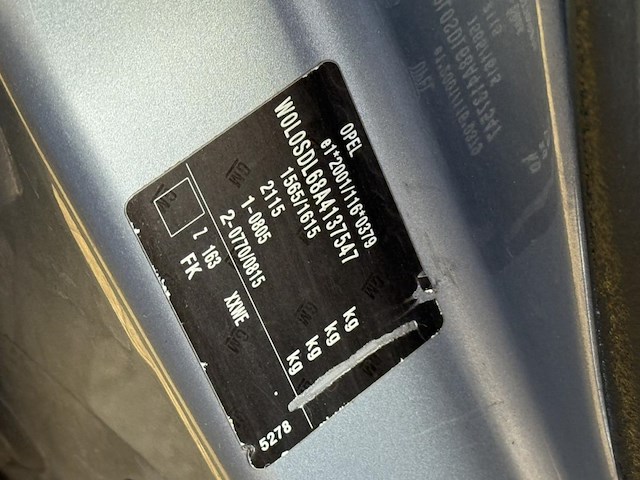 OPEL
e1*2001/116*0379
W0L0SDL68A4137547
1565/1615 kg
2115 kg
1-0805 kg
2-0770/0815 kg
Z 163 XXWE
FK
5278